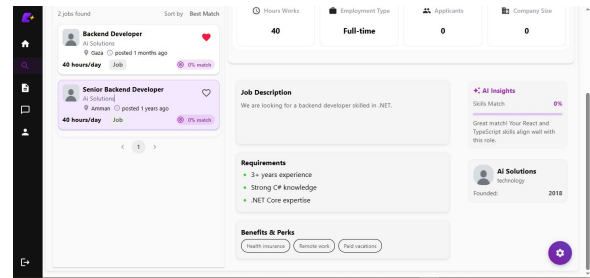 2 jobs found
Sort by Best Match
Backend Developer
Ai Solutions
Gaza posted 1 months ago
40 hours/day Job 0% match
Senior Backend Developer
Ai Solutions
Amman posted 1 years ago
40 hours/day Job 0% match
< 1 >
Hours Works
40
Employment Type
Full-time
Applicants
0
Company Size
0
Job Description
We are looking for a backend developer skilled in .NET.
Requirements
3+ years experience
Strong C# knowledge
.NET Core expertise
Benefits & Perks
Health insurance Remote work Paid vacations
AI Insights
Skills Match 0%
Great match! Your React and
TypeScript skills align well with
this role.
Ai Solutions
technology
Founded: 2018